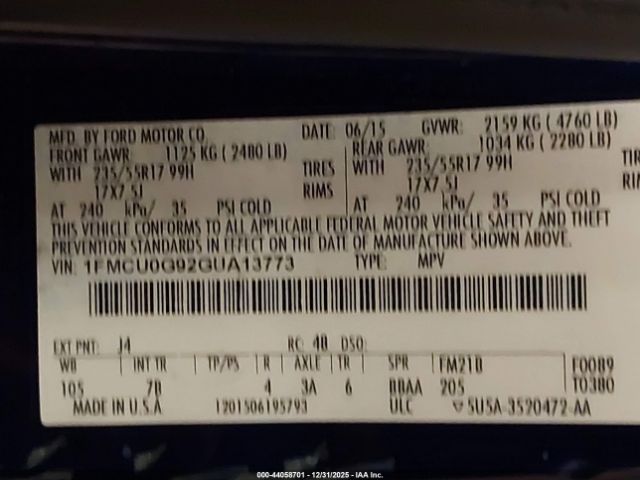 MFD. BY FORD MOTOR CO. DATE: 06/15 GVWR: 2159 KG ( 4760 LB)
FRONT GAWR: 1125 KG ( 2480 LB) REAR GAWR: 1034 KG ( 2280 LB)
WITH 235/55R17 99H TIRES WITH 235/55R17 99H TIRE
17X7.5J RIMS 17X7.5J RIM
AT 240 kPa/ 35 PSI COLD AT 240 kPa/ 35 PSI COLD
THIS VEHICLE CONFORMS TO ALL APPLICABLE FEDERAL MOTOR VEHICLE SAFETY AND THEFT
PREVENTION STANDARDS IN EFFECT ON THE DATE OF MANUFACTURE SHOWN ABOVE.
VIN: 1FMCU0G92GUA13773 TYPE: MPV
EXT PNT: J4 RC: 40 DSO:
WB INT TR TP/PS R AXLE TR SPR FM21B F0089
105 7B 4 3A 6 BBAA 205 T0380
MADE IN U.S.A 1201506195793 ULC 5U5A-3520472-AA
000-44058701 - 12/31/2025 - IAA Inc.